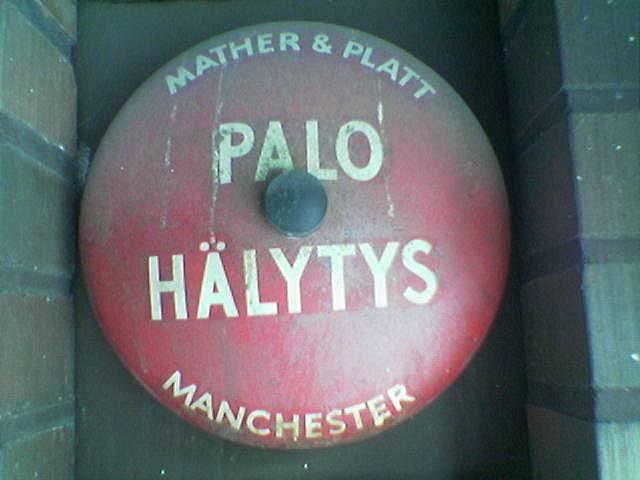 MATHER & PLATT
PALO
HÄLYTYS
MANCHESTER